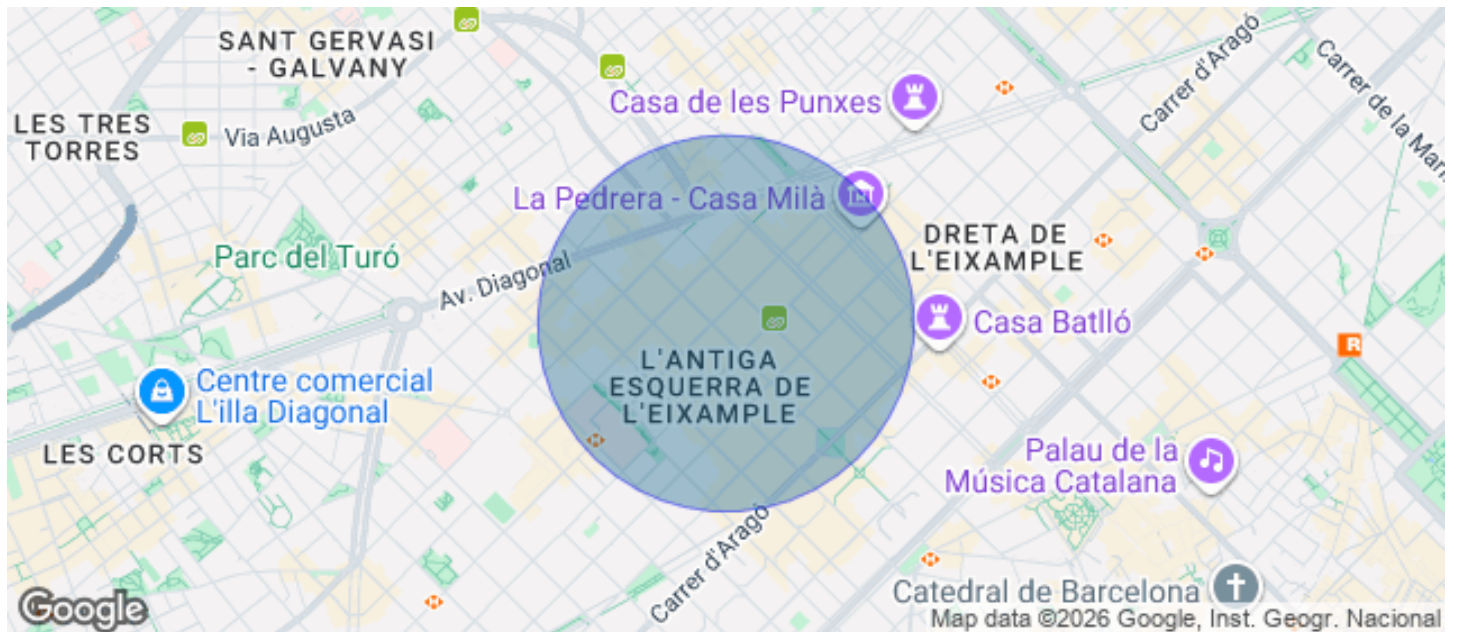 SANT GERVASI
- GALVANY
Carrer d'Aragó
Carrer de la Marina
Casa de les Punxes
LES TRES
TORRES
Via Augusta
La Pedrera - Casa Milà
DRETA DE
L'EIXAMPLE
Parc del Turó
Av. Diagonal
Casa Batlló
R
L'ANTIGA
ESQUERRA DE
L'EIXAMPLE
Centre comercial
L'illa Diagonal
LES CORTS
Palau de la
Música Catalana
Carrer d'Aragó
Catedral de Barcelona
Google
Map data ©2026 Google, Inst. Geogr. Nacional